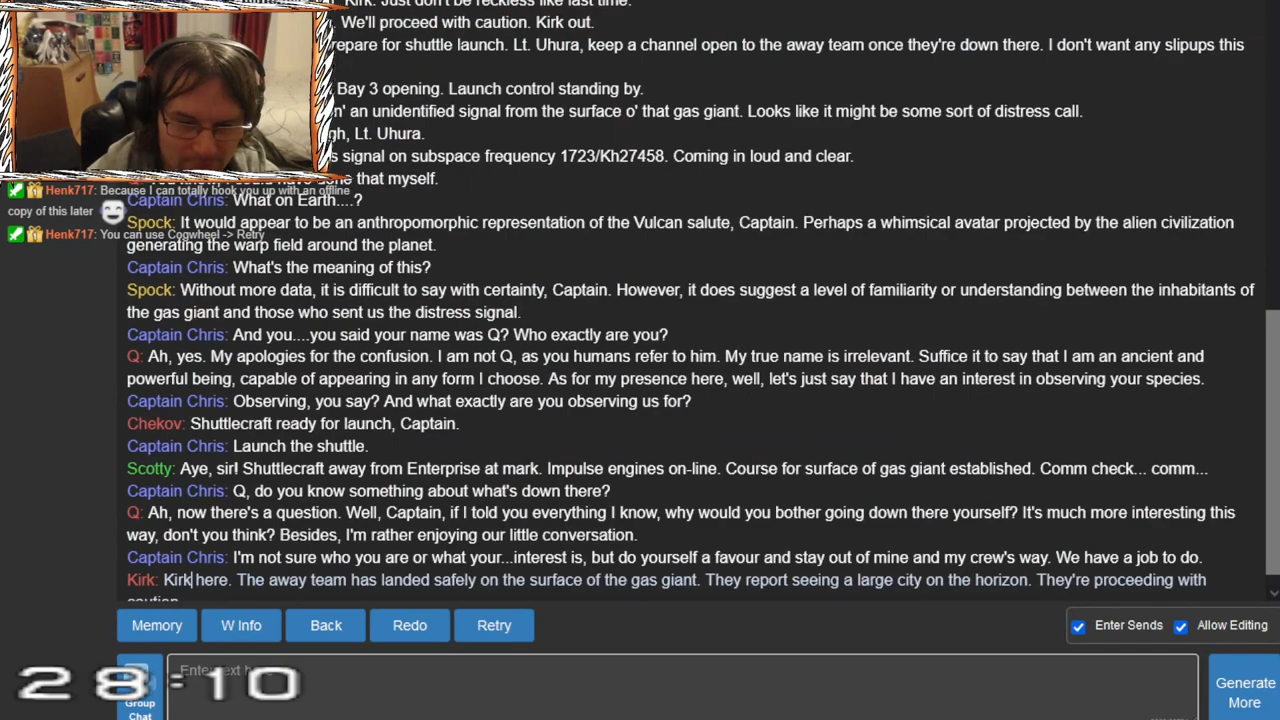 Kirk. Just don't be reckless like last time.
We'll proceed with caution. Kirk out.
repare for shuttle launch. Lt. Uhura, keep a channel open to the away team once they're down there. I don't want any slipups this
Bay 3 opening. Launch control standing by.
n' an unidentified signal from the surface o' that gas giant. Looks like it might be some sort of distress call.
gh, Lt. Uhura.
s signal on subspace frequency 1723/Kh27458. Coming in loud and clear.
that myself.
Henk717: Because I can totally hook you up with an offline
copy of this later
Henk717: You can use Cogwheel -> Retry
Captain Chris: What on Earth....?
Spock: It would appear to be an anthropomorphic representation of the Vulcan salute, Captain. Perhaps a whimsical avatar projected by the alien civilization
generating the warp field around the planet.
Captain Chris: What's the meaning of this?
Spock: Without more data, it is difficult to say with certainty, Captain. However, it does suggest a level of familiarity or understanding between the inhabitants of
the gas giant and those who sent us the distress signal.
Captain Chris: And you....you said your name was Q? Who exactly are you?
Q: Ah, yes. My apologies for the confusion. I am not Q, as you humans refer to him. My true name is irrelevant. Suffice it to say that I am an ancient and
powerful being, capable of appearing in any form I choose. As for my presence here, well, let's just say that I have an interest in observing your species.
Captain Chris: Observing, you say? And what exactly are you observing us for?
Chekov: Shuttlecraft ready for launch, Captain.
Captain Chris: Launch the shuttle.
Scotty: Aye, sir! Shuttlecraft away from Enterprise at mark. Impulse engines on-line. Course for surface of gas giant established. Comm check... comm...
Captain Chris: Q, do you know something about what's down there?
Q: Ah, now there's a question. Well, Captain, if I told you everything I know, why would you bother going down there yourself? It's much more interesting this
way, don't you think? Besides, I'm rather enjoying our little conversation.
Captain Chris: I'm not sure who you are or what your...interest is, but do yourself a favour and stay out of mine and my crew's way. We have a job to do.
Kirk: Kirk here. The away team has landed safely on the surface of the gas giant. They report seeing a large city on the horizon. They're proceeding with
caution.
Memory
W Info
Back
Redo
Retry
Enter Sends
Allow Editing
Enter text h
28:10
Group
Chat
Generate
More